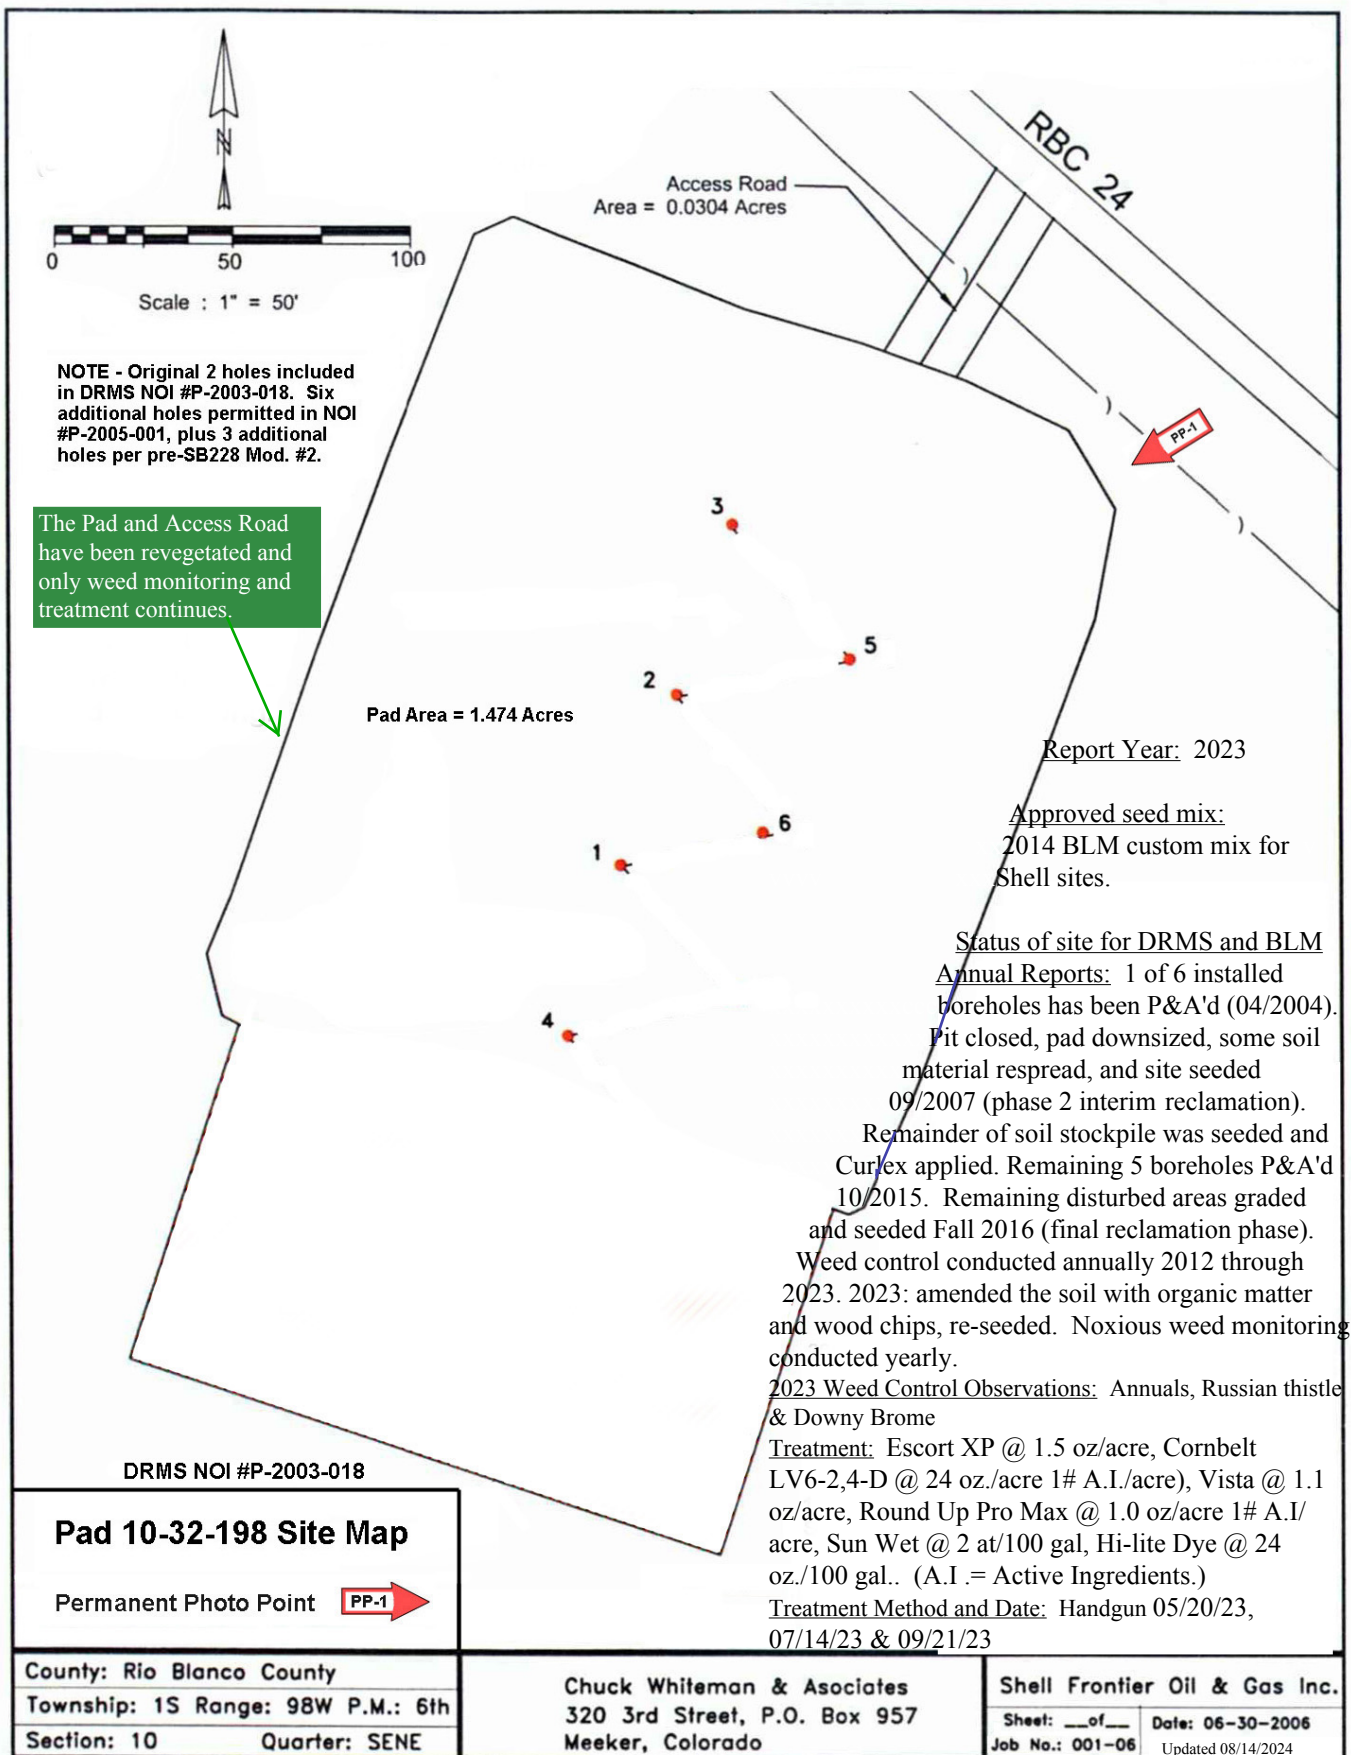 N
0 50 100
Scale : 1" = 50'
Access Road
Area = 0.0304 Acres
RBC 24
NOTE - Original 2 holes included
in DRMS NOI #P-2003-018. Six
additional holes permitted in NOI
#P-2005-001, plus 3 additional
holes per pre-SB228 Mod. #2.
PP-1
The Pad and Access Road
have been revegetated and
only weed monitoring and
treatment continues.
3
5
2
Pad Area = 1.474 Acres
6
1
4
Report Year: 2023
Approved seed mix:
2014 BLM custom mix for
Shell sites.
Status of site for DRMS and BLM
Annual Reports: 1 of 6 installed
boreholes has been P&A'd (04/2004).
Pit closed, pad downsized, some soil
material respread, and site seeded
09/2007 (phase 2 interim reclamation).
Remainder of soil stockpile was seeded and
Curlex applied. Remaining 5 boreholes P&A'd
10/2015. Remaining disturbed areas graded
and seeded Fall 2016 (final reclamation phase).
Weed control conducted annually 2012 through
2023. 2023: amended the soil with organic matter
and wood chips, re-seeded. Noxious weed monitoring
conducted yearly.
2023 Weed Control Observations: Annuals, Russian thistle
& Downy Brome
Treatment: Escort XP @ 1.5 oz/acre, Cornbelt
LV6-2,4-D @ 24 oz./acre 1# A.I./acre), Vista @ 1.1
oz/acre, Round Up Pro Max @ 1.0 oz/acre 1# A.I/
acre, Sun Wet @ 2 at/100 gal, Hi-lite Dye @ 24
oz./100 gal.. (A.I .= Active Ingredients.)
Treatment Method and Date: Handgun 05/20/23,
07/14/23 & 09/21/23
DRMS NOI #P-2003-018
Pad 10-32-198 Site Map
Permanent Photo Point PP-1
County: Rio Blanco County
Township: 1S Range: 98W P.M.: 6th
Section: 10 Quarter: SENE
Chuck Whiteman & Asociates
320 3rd Street, P.O. Box 957
Meeker, Colorado
Shell Frontier Oil & Gas Inc.
Sheet: __of__ Date: 06-30-2006
Job No.: 001-06 Updated 08/14/2024